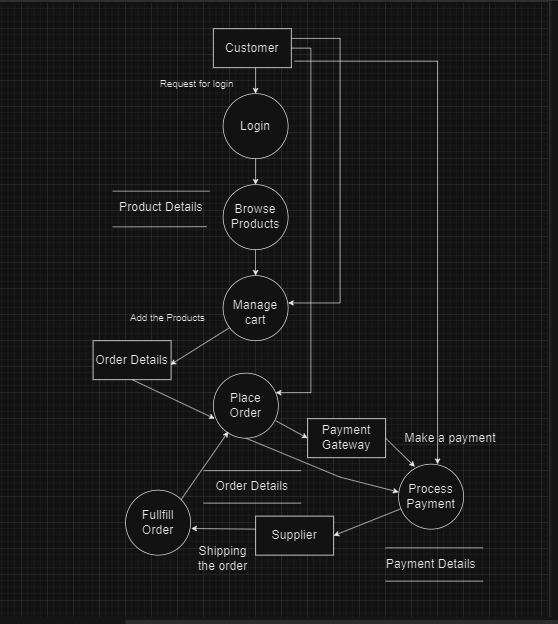 Customer
Request for login
Login
Product Details
Browse
Products
Manage
cart
Add the Products
Order Details
Place
Order
Payment
Gateway
Make a payment
Order Details
Process
Payment
Fullfill
Order
Supplier
Shipping
the order
Payment Details